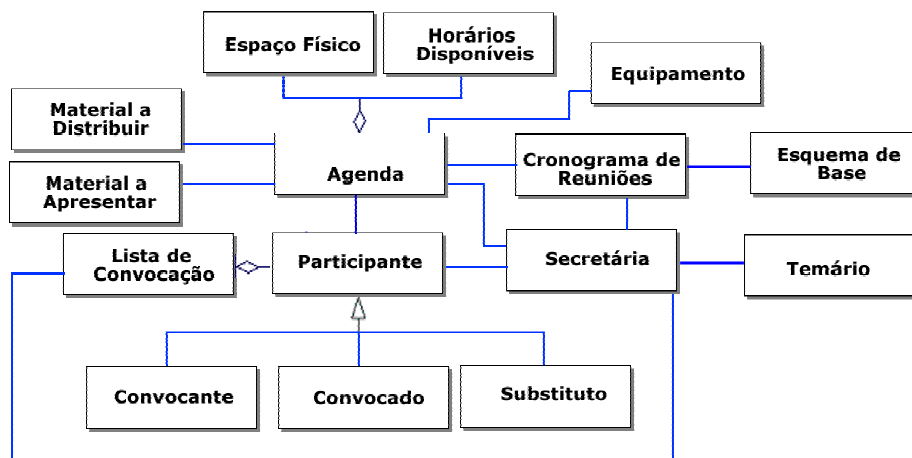 Espaço Físico
Horários
Disponíveis
Equipamento
Material a
Distribuir
Agenda
Cronograma de
Reuniões
Esquema de
Base
Material a
Apresentar
Lista de
Convocação
Participante
Secretária
Temário
Convocante
Convocado
Substituto